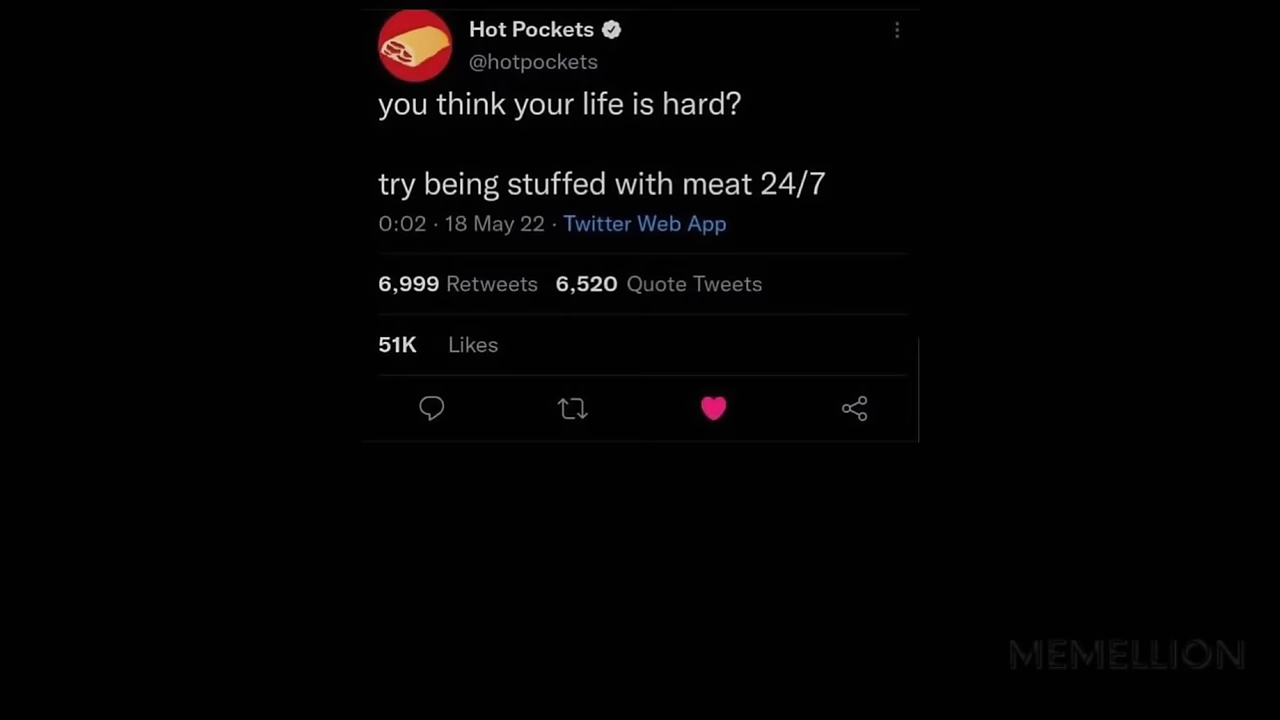 Hot Pockets
@hotpockets
you think your life is hard?
try being stuffed with meat 24/7
0:02 · 18 May 22 · Twitter Web App
6,999 Retweets 6,520 Quote Tweets
51K Likes
MEMELLION